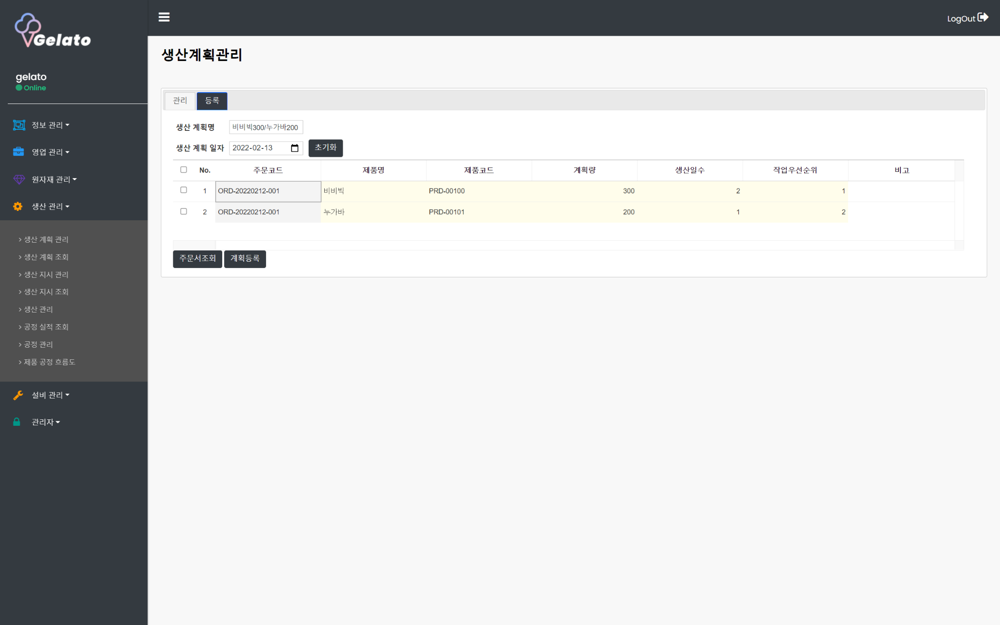 Gelato
LogOut
gelato
Online
정보 관리
영업 관리
원자재 관리
생산 관리
> 생산 계획 관리
> 생산 계획 조회
> 생산 지시 관리
> 생산 지시 조회
> 생산 관리
> 공정 실적 조회
> 공정 관리
> 제품 공정 흐름도
설비 관리
관리자
생산계획관리
관리 등록
생산 계획명 비비빅300/누가바200
생산 계획 일자 2022-02-13 초기화
No. 주문코드 제품명 제품코드 계획량 생산일수 작업우선순위 비고
1 ORD-20220212-001 비비빅 PRD-00100 300 2 1
2 ORD-20220212-001 누가바 PRD-00101 200 1 2
주문서조회 계획등록